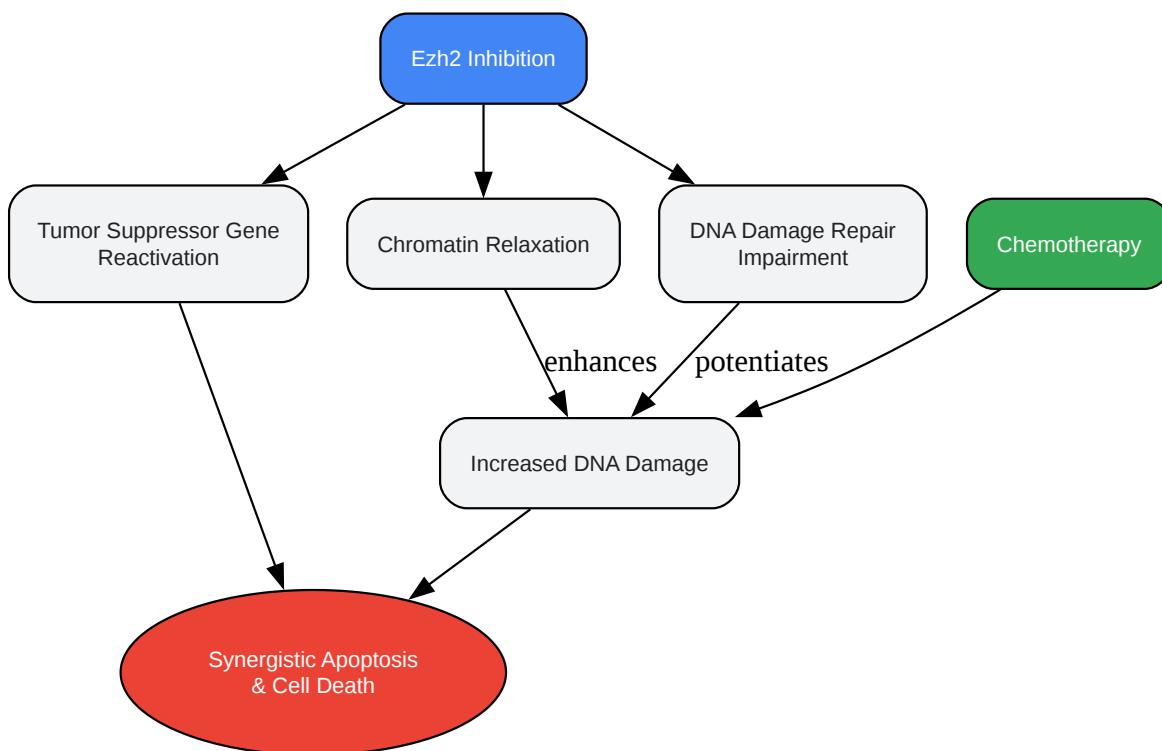 Ezh2 Inhibition
Tumor Suppressor Gene
Reactivation
Chromatin Relaxation
DNA Damage Repair
Impairment
Chemotherapy
enhances
potentiates
Increased DNA Damage
Synergistic Apoptosis
& Cell Death